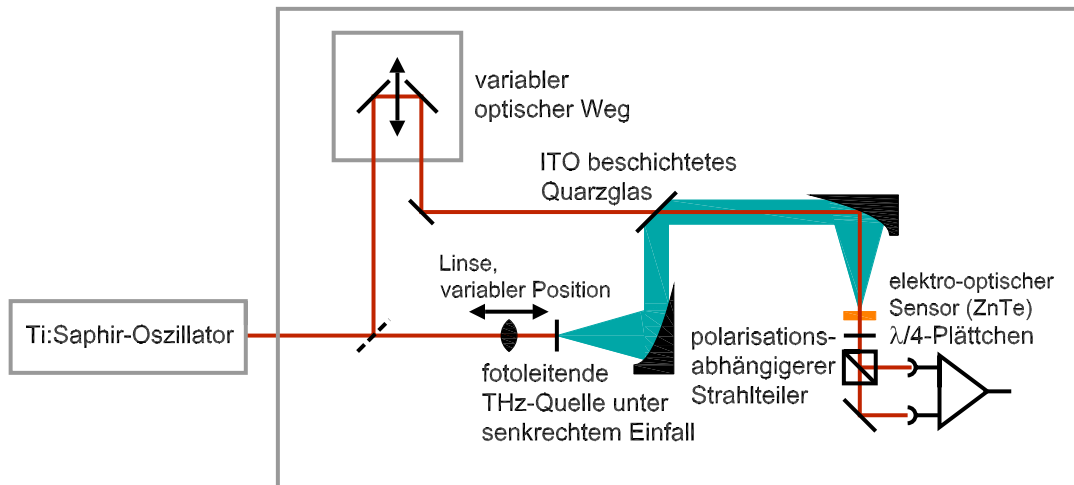 variabler
optischer Weg
ITO beschichtetes
Quarzglas
Linse,
variabler Position
Ti:Saphir-Oszillator
elektro-optischer
Sensor (ZnTe)
λ/4-Plättchen
polarisations-
abhängigerer
Strahlteiler
fotoleitende
THz-Quelle unter
senkrechtem Einfall